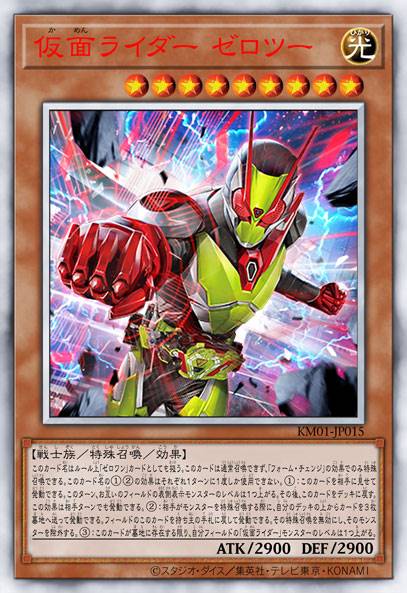 仮面ライダー ゼロツー
光
KM01-JP015
【戦士族／特殊召喚／効果】
このカード名はルール上「ゼロワン」カードとしても扱う。このカードは通常召喚できず、「フォーム・チェンジ」の効果でのみ特殊
召喚できる。このカード名の①②の効果はそれぞれ1ターンに1度しか使用できない。①：このカードを相手に見せて
発動できる。このターン、お互いのフィールドの表側表示モンスターのレベルは1つ上がる。その後、このカードをデッキに戻す。
この効果は相手ターンでも発動できる。②：相手がモンスターを特殊召喚する際に、自分のデッキの上からカードを3枚
墓地へ送って発動できる。フィールドのこのカードを持ち主の手札に戻して発動できる。その特殊召喚を無効にし、そのモンス
ターを除外する。③このカードが墓地に存在する限り、自分フィールドの「仮面ライダー」モンスターのレベルは1つ上がる。
ATK/2900 DEF/2900
©スタジオ・ダイス/集英社・テレビ東京・KONAMI